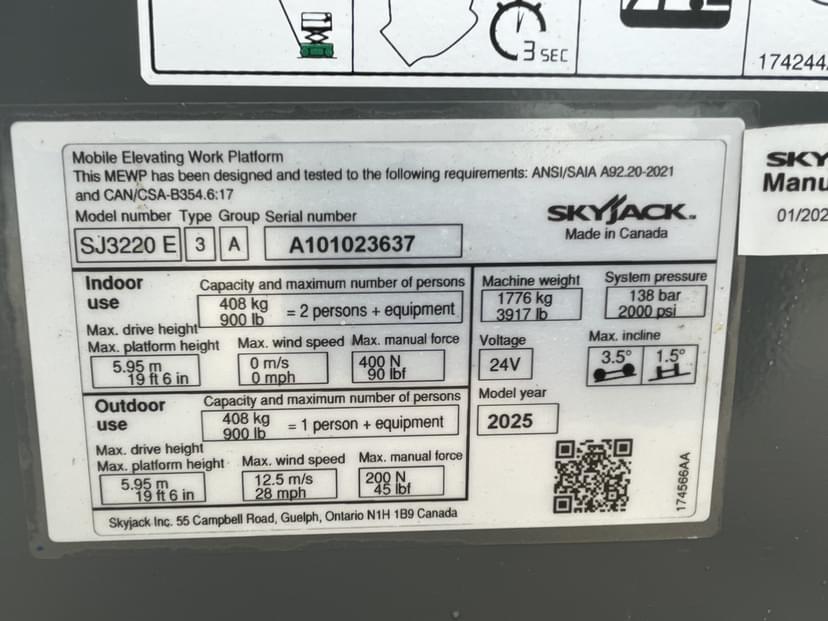 3 SEC
174244
Mobile Elevating Work Platform
This MEWP has been designed and tested to the following requirements: ANSI/SAIA A92.20-2021
and CAN/CSA-B354.6:17
Model number Type Group Serial number
SJ3220 E 3 A A101023637
SKYJACK
Made in Canada
Indoor use
Capacity and maximum number of persons
408 kg
900 lb
= 2 persons + equipment
Max. drive height
Max. platform height
5.95 m
19 ft 6 in
Max. wind speed
0 m/s
0 mph
Max. manual force
400 N
90 lbf
Outdoor use
Capacity and maximum number of persons
408 kg
900 lb
= 1 person + equipment
Max. drive height
Max. platform height
5.95 m
19 ft 6 in
Max. wind speed
12.5 m/s
28 mph
Max. manual force
200 N
45 lbf
Machine weight
1776 kg
3917 lb
System pressure
138 bar
2000 psi
Voltage
24V
Max. incline
3.5° 1.5°
Model year
2025
174566AA
Skyjack Inc. 55 Campbell Road, Guelph, Ontario N1H 1B9 Canada
SKY
Manu
01/202